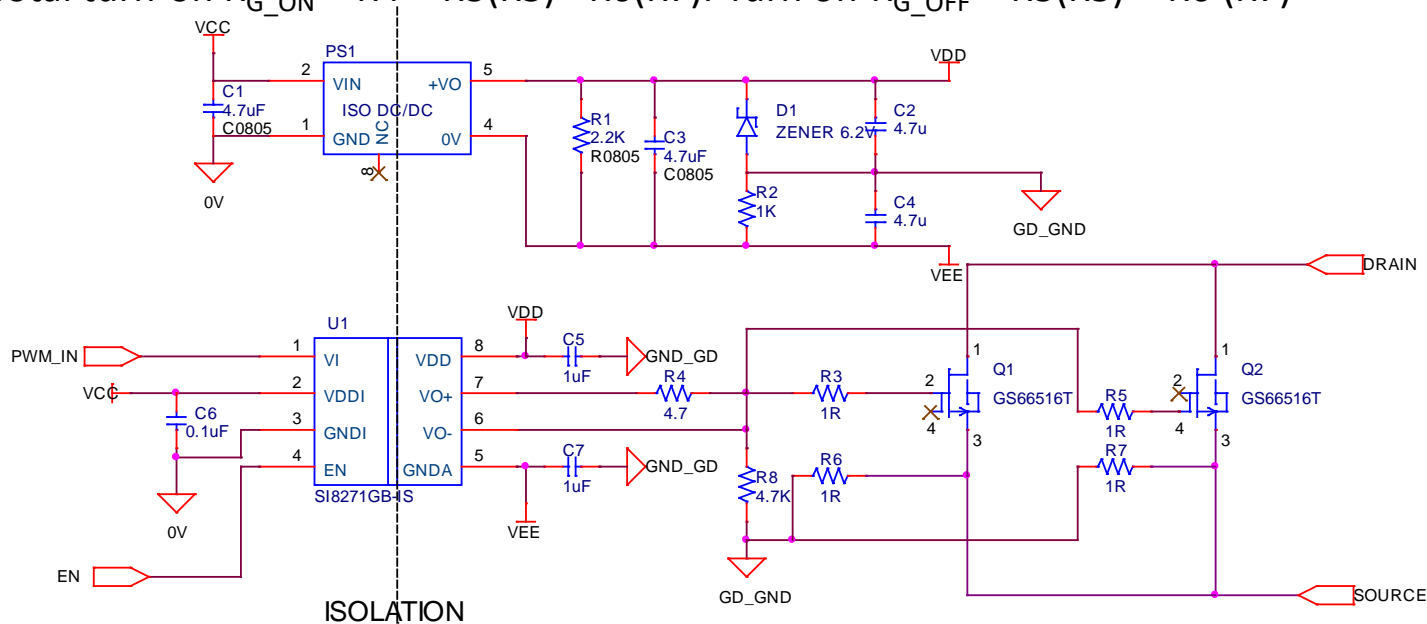 G_ON G_OFF
VCC
PS1
VDD
2 VIN +VO 5
C1
4.7uF
C0805
ISO DC/DC
R1
2.2K
R0805
C3
4.7uF
C0805
D1
ZENER 6.2V
C2
4.7u
1 GND NC 0V 4
8
0V
R2
1K
C4
4.7u
GD_GND
VEE
DRAIN
U1
VDD
PWM_IN 1 VI VDD 8
C5
1uF
GND_GD
VCC 2 VDDI VO+ 7
R4
4.7
R3
1R
1
2
4
3
Q1
GS66516T
R5
1R
1
2
4
3
Q2
GS66516T
C6
0.1uF
3 GNDI VO- 6
4 EN GNDA 5
C7
1uF
GND_GD
SI8271GB-IS
R8
4.7K
R6
1R
R7
1R
0V
VEE
EN
GD_GND
SOURCE
ISOLATION